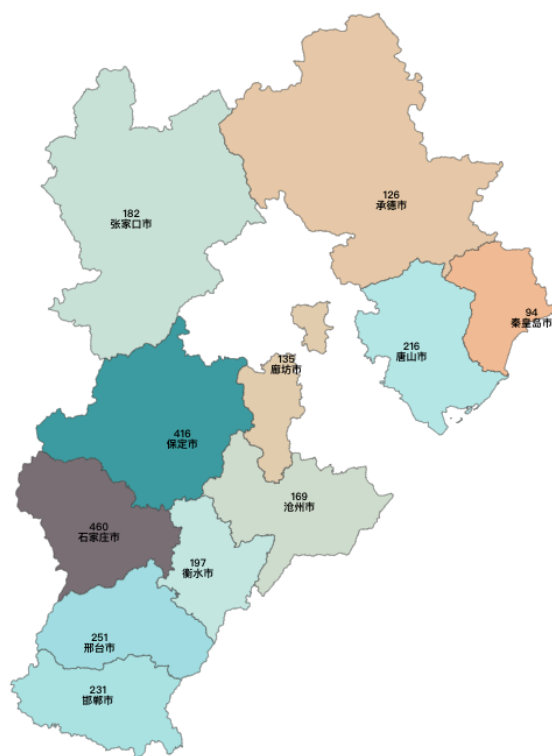 126
承德市
182
张家口市
94
秦皇岛市
216
唐山市
135
廊坊市
416
保定市
169
沧州市
460
石家庄市
197
衡水市
251
邢台市
231
邯郸市